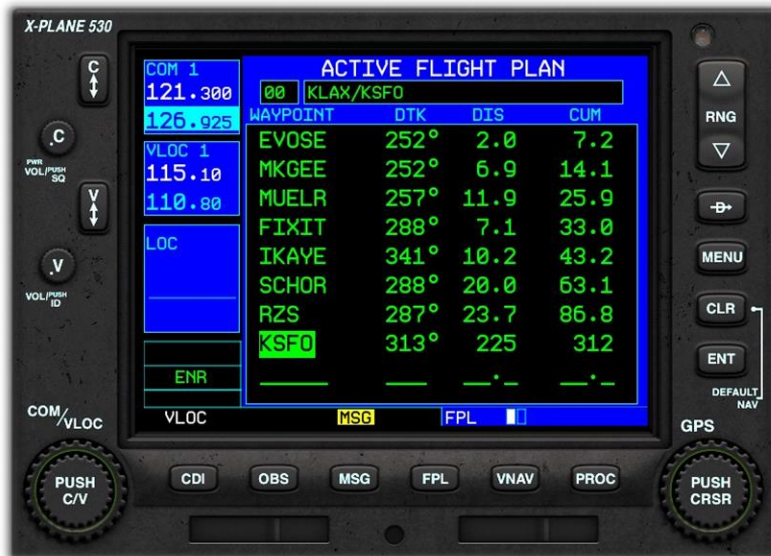 X-PLANE 530
C
.C
PWR
VOL/PUSH SQ
V
.V
VOL/PUSH ID
COM/VLOC
PUSH
C/V
COM 1
121.300
126.925
VLOC 1
115.10
110.80
LOC
ENR
VLOC
MSG
FPL
ACTIVE FLIGHT PLAN
00 KLAX/KSFO
WAYPOINT DTK DIS CUM
EVOSE 252° 2.0 7.2
MKGEE 252° 6.9 14.1
MUELR 257° 11.9 25.9
FIXIT 288° 7.1 33.0
IKAYE 341° 10.2 43.2
SCHOR 288° 20.0 63.1
RZS 287° 23.7 86.8
KSFO 313° 225 312
_____ ___ __._ __._
RNG
D
MENU
CLR
ENT
DEFAULT
NAV
GPS
PUSH
CRSR
CDI
OBS
MSG
FPL
VNAV
PROC